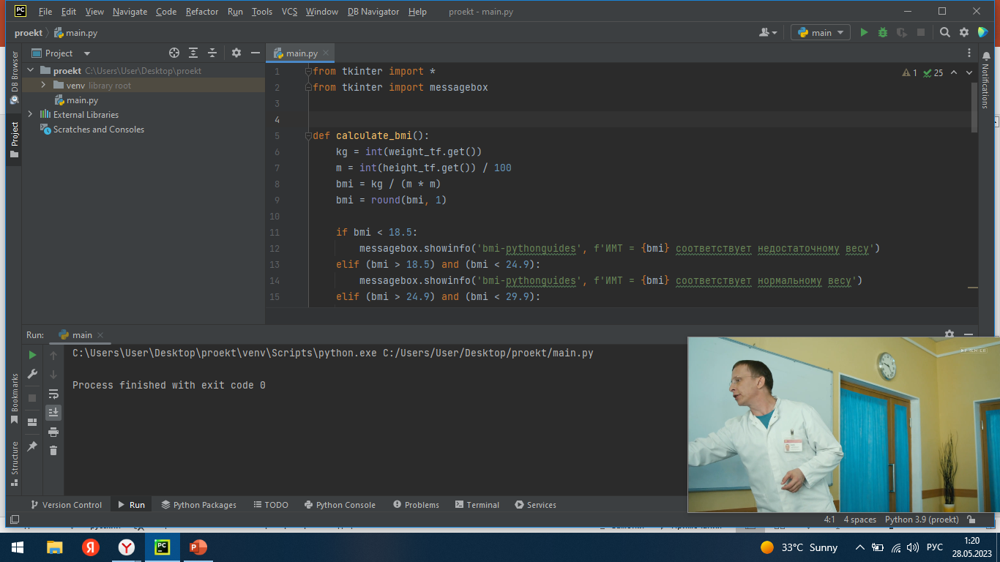 PC File Edit View Navigate Code Refactor Run Tools VCS Window DB Navigator Help proekt - main.py
proekt main.py main
DB Browser
Project
Project
main.py
Notifications
proekt C:\Users\User\Desktop\proekt
venv library root
main.py
External Libraries
Scratches and Consoles
1 25
1 from tkinter import *
2 from tkinter import messagebox
3
4
5 def calculate_bmi():
6 kg = int(weight_tf.get())
7 m = int(height_tf.get()) / 100
8 bmi = kg / (m * m)
9 bmi = round(bmi, 1)
10
11 if bmi < 18.5:
12 messagebox.showinfo('bmi-pythonguides', f'ИМТ = {bmi} соответствует недостаточному весу')
13 elif (bmi > 18.5) and (bmi < 24.9):
14 messagebox.showinfo('bmi-pythonguides', f'ИМТ = {bmi} соответствует нормальному весу')
15 elif (bmi > 24.9) and (bmi < 29.9):
Run: main
C:\Users\User\Desktop\proekt\venv\Scripts\python.exe C:/Users/User/Desktop/proekt/main.py
Process finished with exit code 0
Bookmarks
Structure
Version Control Run Python Packages TODO Python Console Problems Terminal Services
4:1 4 spaces Python 3.9 (proekt)
Я Y PC P 33°C Sunny РУС
1:20
28.05.2023